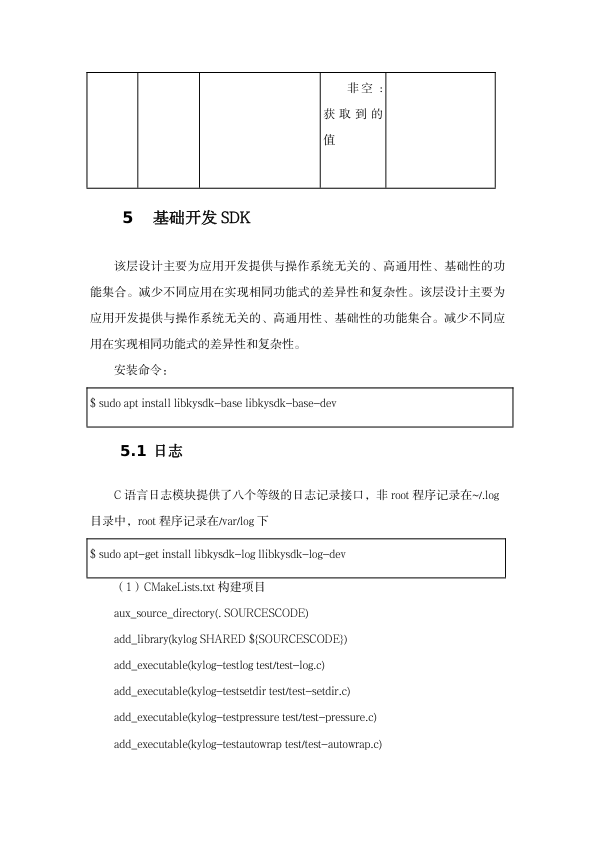 非空：
获取到的
值
5 基础开发 SDK
该层设计主要为应用开发提供与操作系统无关的、高通用性、基础性的功
能集合。减少不同应用在实现相同功能式的差异性和复杂性。该层设计主要为
应用开发提供与操作系统无关的、高通用性、基础性的功能集合。减少不同应
用在实现相同功能式的差异性和复杂性。
安装命令：
$ sudo apt install libkysdk-base libkysdk-base-dev
5.1 日志
C 语言日志模块提供了八个等级的日志记录接口，非 root 程序记录在~/.log
目录中，root 程序记录在/var/log 下
$ sudo apt-get install libkysdk-log llibkysdk-log-dev
（1）CMakeLists.txt 构建项目
aux_source_directory(. SOURCESCODE)
add_library(kylog SHARED ${SOURCESCODE})
add_executable(kylog-testlog test/test-log.c)
add_executable(kylog-testsetdir test/test-setdir.c)
add_executable(kylog-testpressure test/test-pressure.c)
add_executable(kylog-testautowrap test/test-autowrap.c)